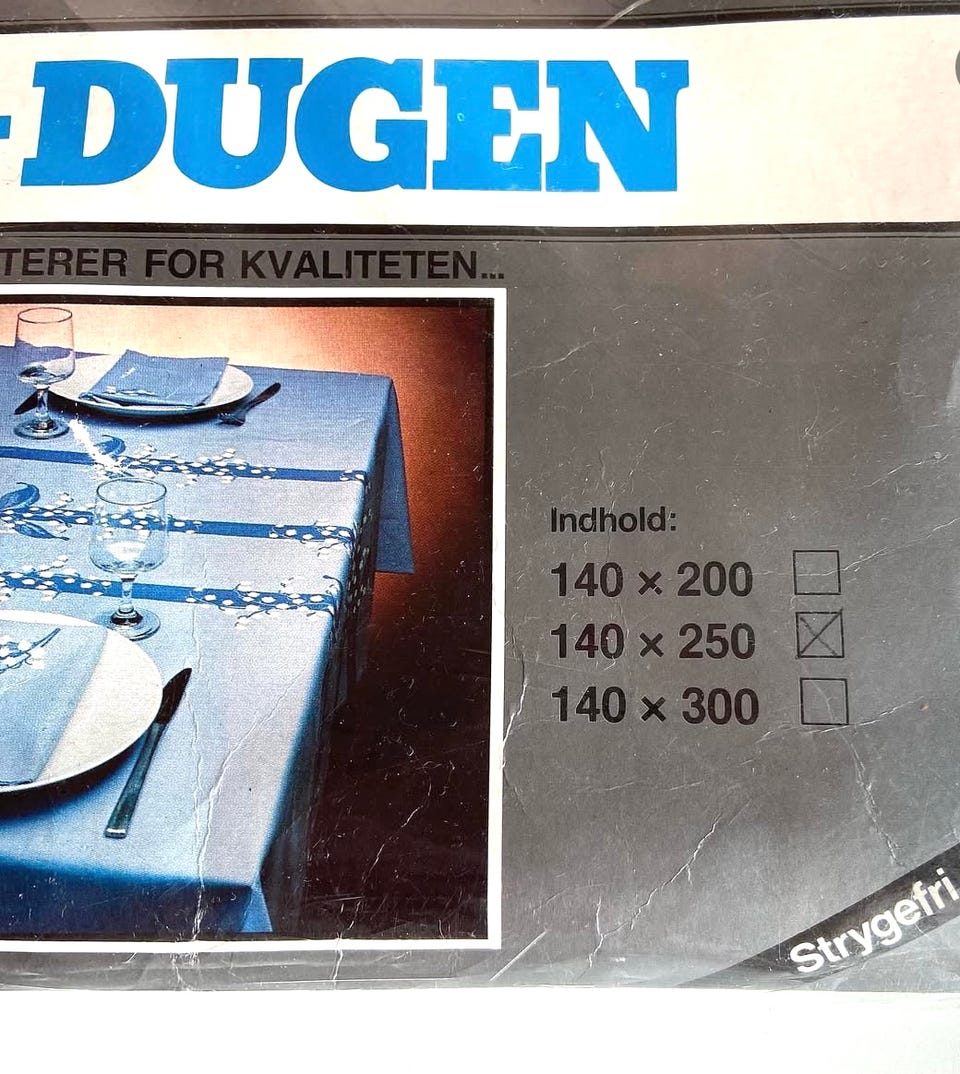 -DUGEN
TERER FOR KVALITETEN...
Indhold:
140 × 200
140 × 250
140 × 300
Strygefri